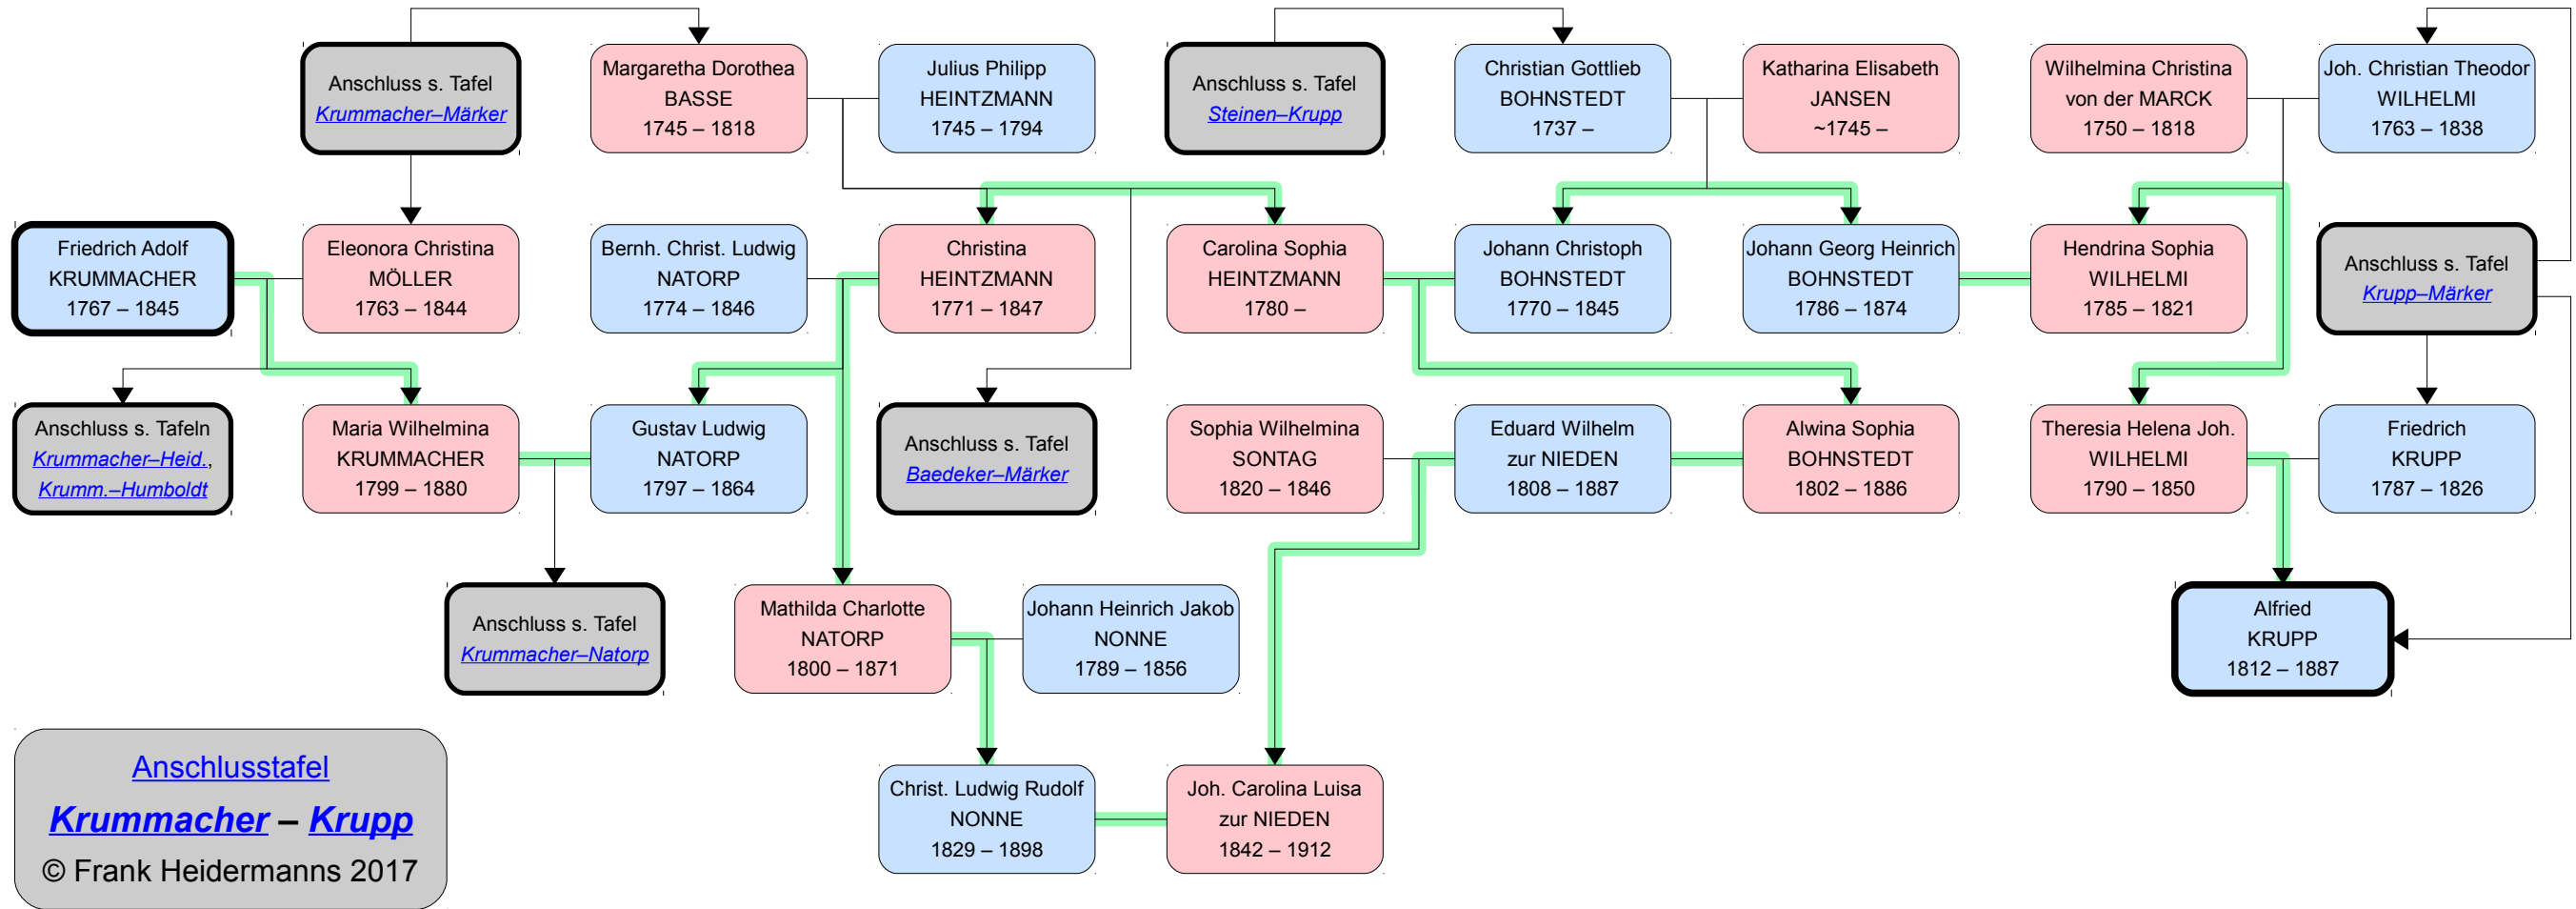 Anschluss s. Tafel
Krummacher–Märker
Margaretha Dorothea
BASSE
1745 – 1818
Julius Philipp
HEINTZMANN
1745 – 1794
Anschluss s. Tafel
Steinen–Krupp
Christian Gottlieb
BOHNSTEDT
1737 –
Katharina Elisabeth
JANSEN
~1745 –
Wilhelmina Christina
von der MARCK
1750 – 1818
Joh. Christian Theodor
WILHELMI
1763 – 1838
Friedrich Adolf
KRUMMACHER
1767 – 1845
Eleonora Christina
MÖLLER
1763 – 1844
Bernh. Christ. Ludwig
NATORP
1774 – 1846
Christina
HEINTZMANN
1771 – 1847
Carolina Sophia
HEINTZMANN
1780 –
Johann Christoph
BOHNSTEDT
1770 – 1845
Johann Georg Heinrich
BOHNSTEDT
1786 – 1874
Hendrina Sophia
WILHELMI
1785 – 1821
Anschluss s. Tafel
Krupp–Märker
Anschluss s. Tafeln
Krummacher–Heid.,
Krumm.–Humboldt
Maria Wilhelmina
KRUMMACHER
1799 – 1880
Gustav Ludwig
NATORP
1797 – 1864
Anschluss s. Tafel
Baedeker–Märker
Sophia Wilhelmina
SONTAG
1820 – 1846
Eduard Wilhelm
zur NIEDEN
1808 – 1887
Alwina Sophia
BOHNSTEDT
1802 – 1886
Theresia Helena Joh.
WILHELMI
1790 – 1850
Friedrich
KRUPP
1787 – 1826
Anschluss s. Tafel
Krummacher–Natorp
Mathilda Charlotte
NATORP
1800 – 1871
Johann Heinrich Jakob
NONNE
1789 – 1856
Alfried
KRUPP
1812 – 1887
Anschlusstafel
Krummacher – Krupp
© Frank Heidermanns 2017
Christ. Ludwig Rudolf
NONNE
1829 – 1898
Joh. Carolina Luisa
zur NIEDEN
1842 – 1912